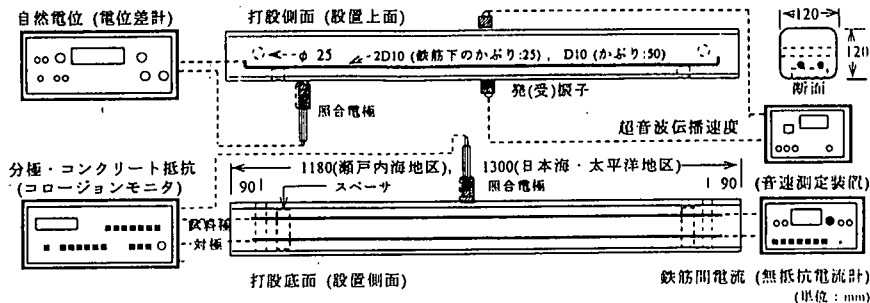 自然電位 (電位差計)
打設側面 (設置上面)
120
φ 25
2D10 (鉄筋下のかぶり:25) , D10 (かぶり:50)
120
断面
照合電極
発(受)振子
超音波伝播速度
分極・コンクリート抵抗
(コロージョンモニタ)
1180(瀬戸内海地区),
1300(日本海・太平洋地区)
90
スペーサ
照合電極
90
(音速測定装置)
試料極
対極
打設底面 (設置側面)
鉄筋間電流 (無抵抗電流計)
(単位 : mm)